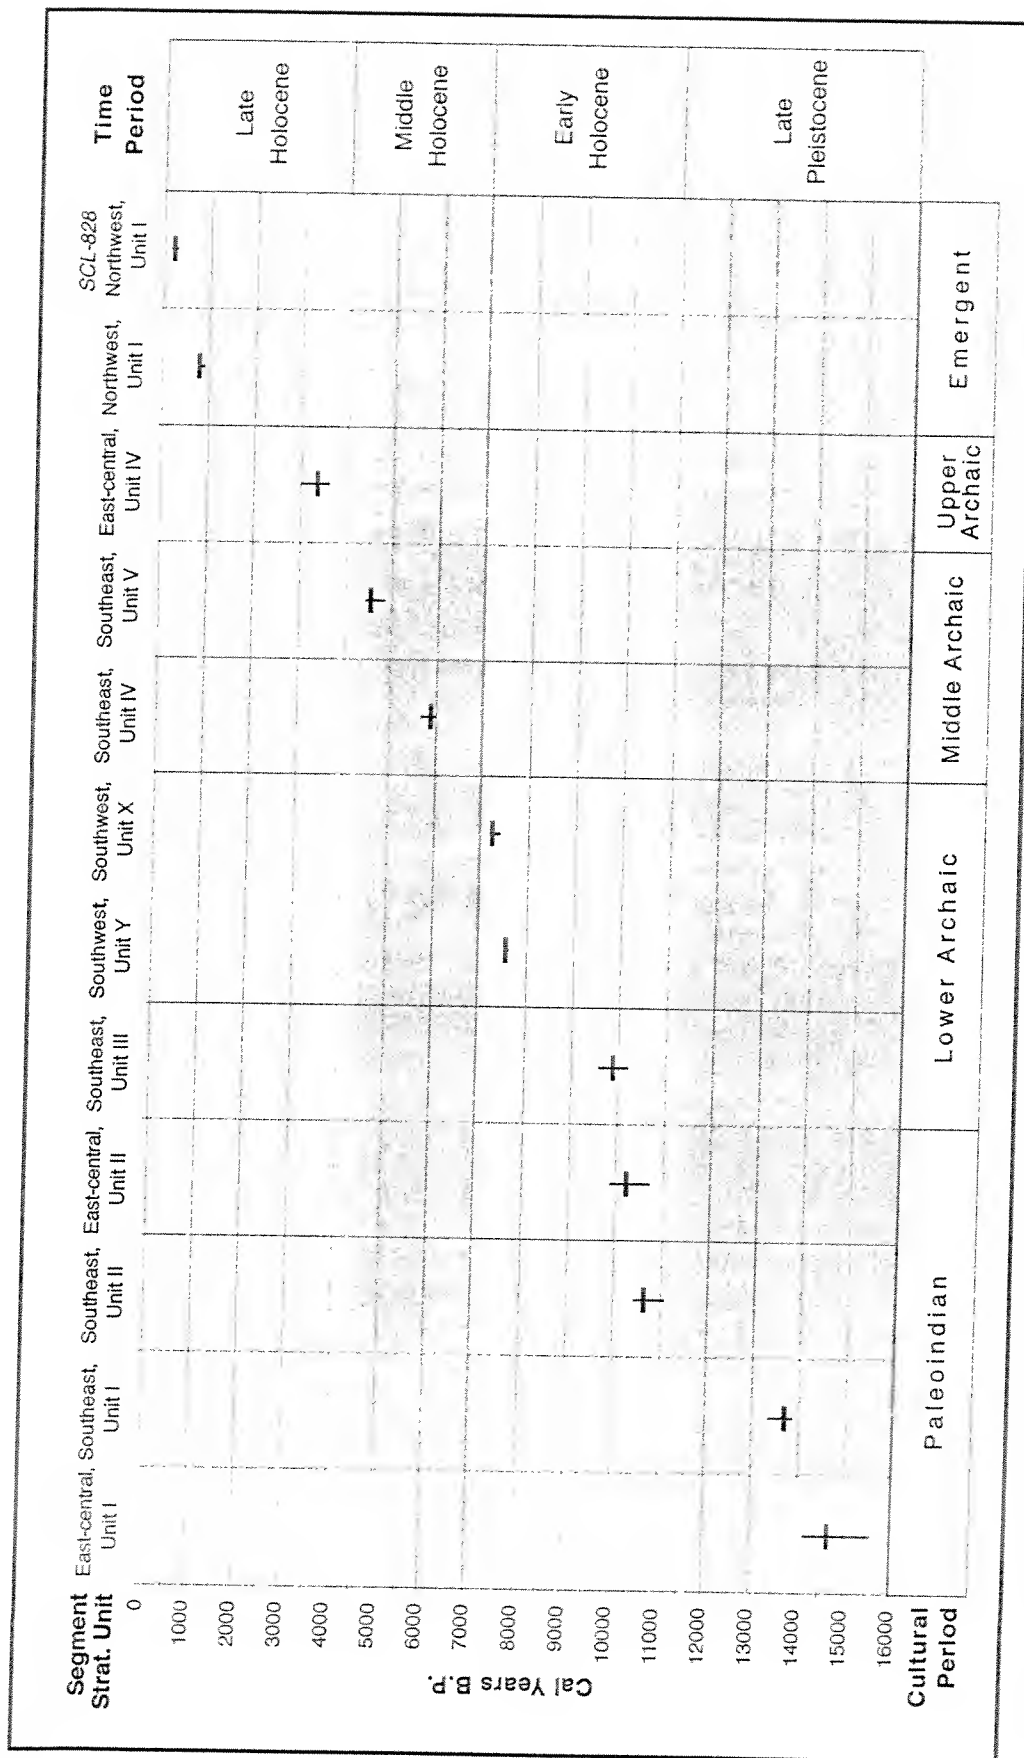 Segment
Strat. Unit
East-central,
Unit I
Southeast,
Unit I
Southeast,
Unit II
East-central,
Unit II
Southeast,
Unit III
Southwest,
Unit Y
Southwest,
Unit X
Southeast,
Unit IV
Southeast,
Unit V
East-central,
Unit IV
Northwest,
Unit I
SCL-828
Northwest,
Unit I
Time
Period
0
1000
2000
3000
4000
5000
6000
7000
8000
9000
10000
11000
12000
13000
14000
15000
16000
Cal Years B.P.
Late
Holocene
Middle
Holocene
Early
Holocene
Late
Pleistocene
Cultural
Period
Paleoindian
Lower Archaic
Middle Archaic
Upper
Archaic
Emergent